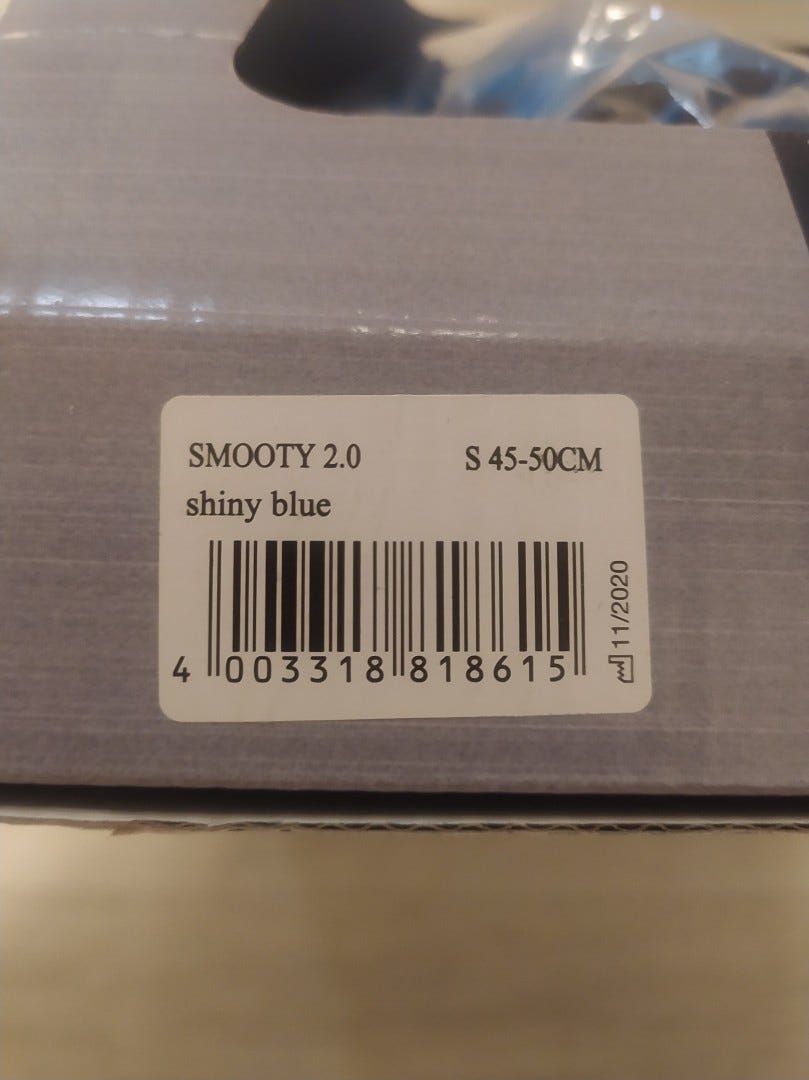 SMOOTY 2.0 S 45-50CM
shiny blue
4 003318 818615
11/2020